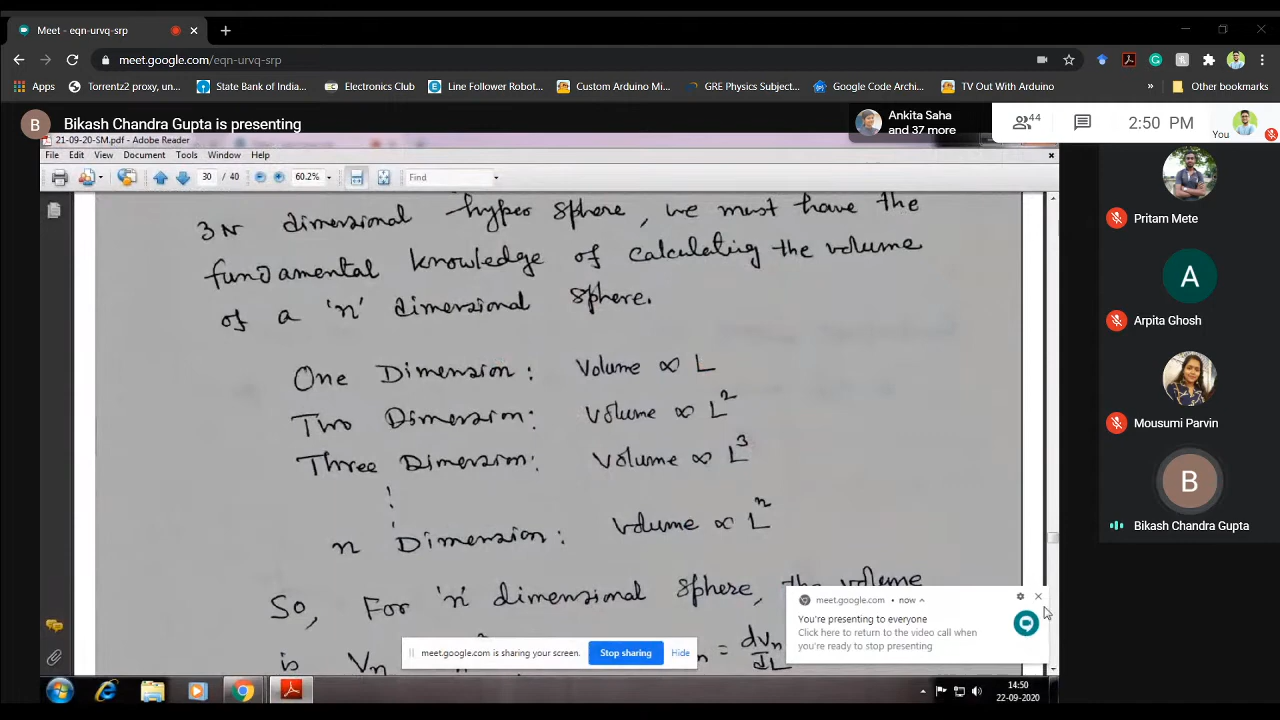 Meet - eqn-urvq-srp
meet.google.com/eqn-urvq-srp
Apps
Torrentz2 proxy, un...
State Bank of India...
Electronics Club
Line Follower Robot...
Custom Arduino Mi...
GRE Physics Subject...
Google Code Archiv...
TV Out With Arduino
»
Other bookmarks
B
Bikash Chandra Gupta is presenting
Ankita Saha
and 37 more
44
2:50 PM
You
21-09-20-SM.pdf - Adobe Reader
File Edit View Document Tools Window Help
30 / 40
60.2%
Find
3N dimensional hyper sphere, we must have the
fundamental knowledge of calculating the volume
of a 'n' dimensional sphere.
One Dimension: Volume ∝ L
Two Dimension: Volume ∝ L²
Three Dimension: Volume ∝ L³
n Dimension: Volume ∝ Lⁿ
So, For 'n' dimensional sphere, the volume
is Vn
n = dVn
dL
meet.google.com • now
You're presenting to everyone
Click here to return to the video call when
you're ready to stop presenting
meet.google.com is sharing your screen.
Stop sharing
Hide
Pritam Mete
A
Arpita Ghosh
Mousumi Parvin
B
Bikash Chandra Gupta
14:50
22-09-2020